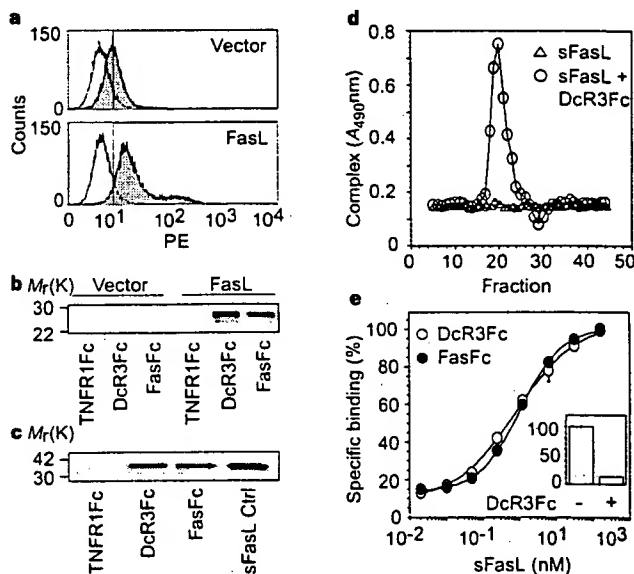 a
150
Vector
0
150
FasL
0
Counts
0 10¹ 10² 10³ 10⁴
PE
b Mr(K) Vector FasL
30
22
TNFR1Fc
DcR3Fc
FasFc
TNFR1Fc
DcR3Fc
FasFc
c Mr(K)
42
30
TNFR1Fc
DcR3Fc
FasFc
sFasL Ctrl
d
0.8
0.6
0.4
0.2
0
Complex (A490nm)
△ sFasL
○ sFasL +
DcR3Fc
0 10 20 30 40 50
Fraction
e
100
80
60
40
20
0
Specific binding (%)
○ DcR3Fc
● FasFc
100
50
0
DcR3Fc - +
10⁻² 10⁻¹ 10⁰ 10¹ 10² 10³
sFasL (nM)